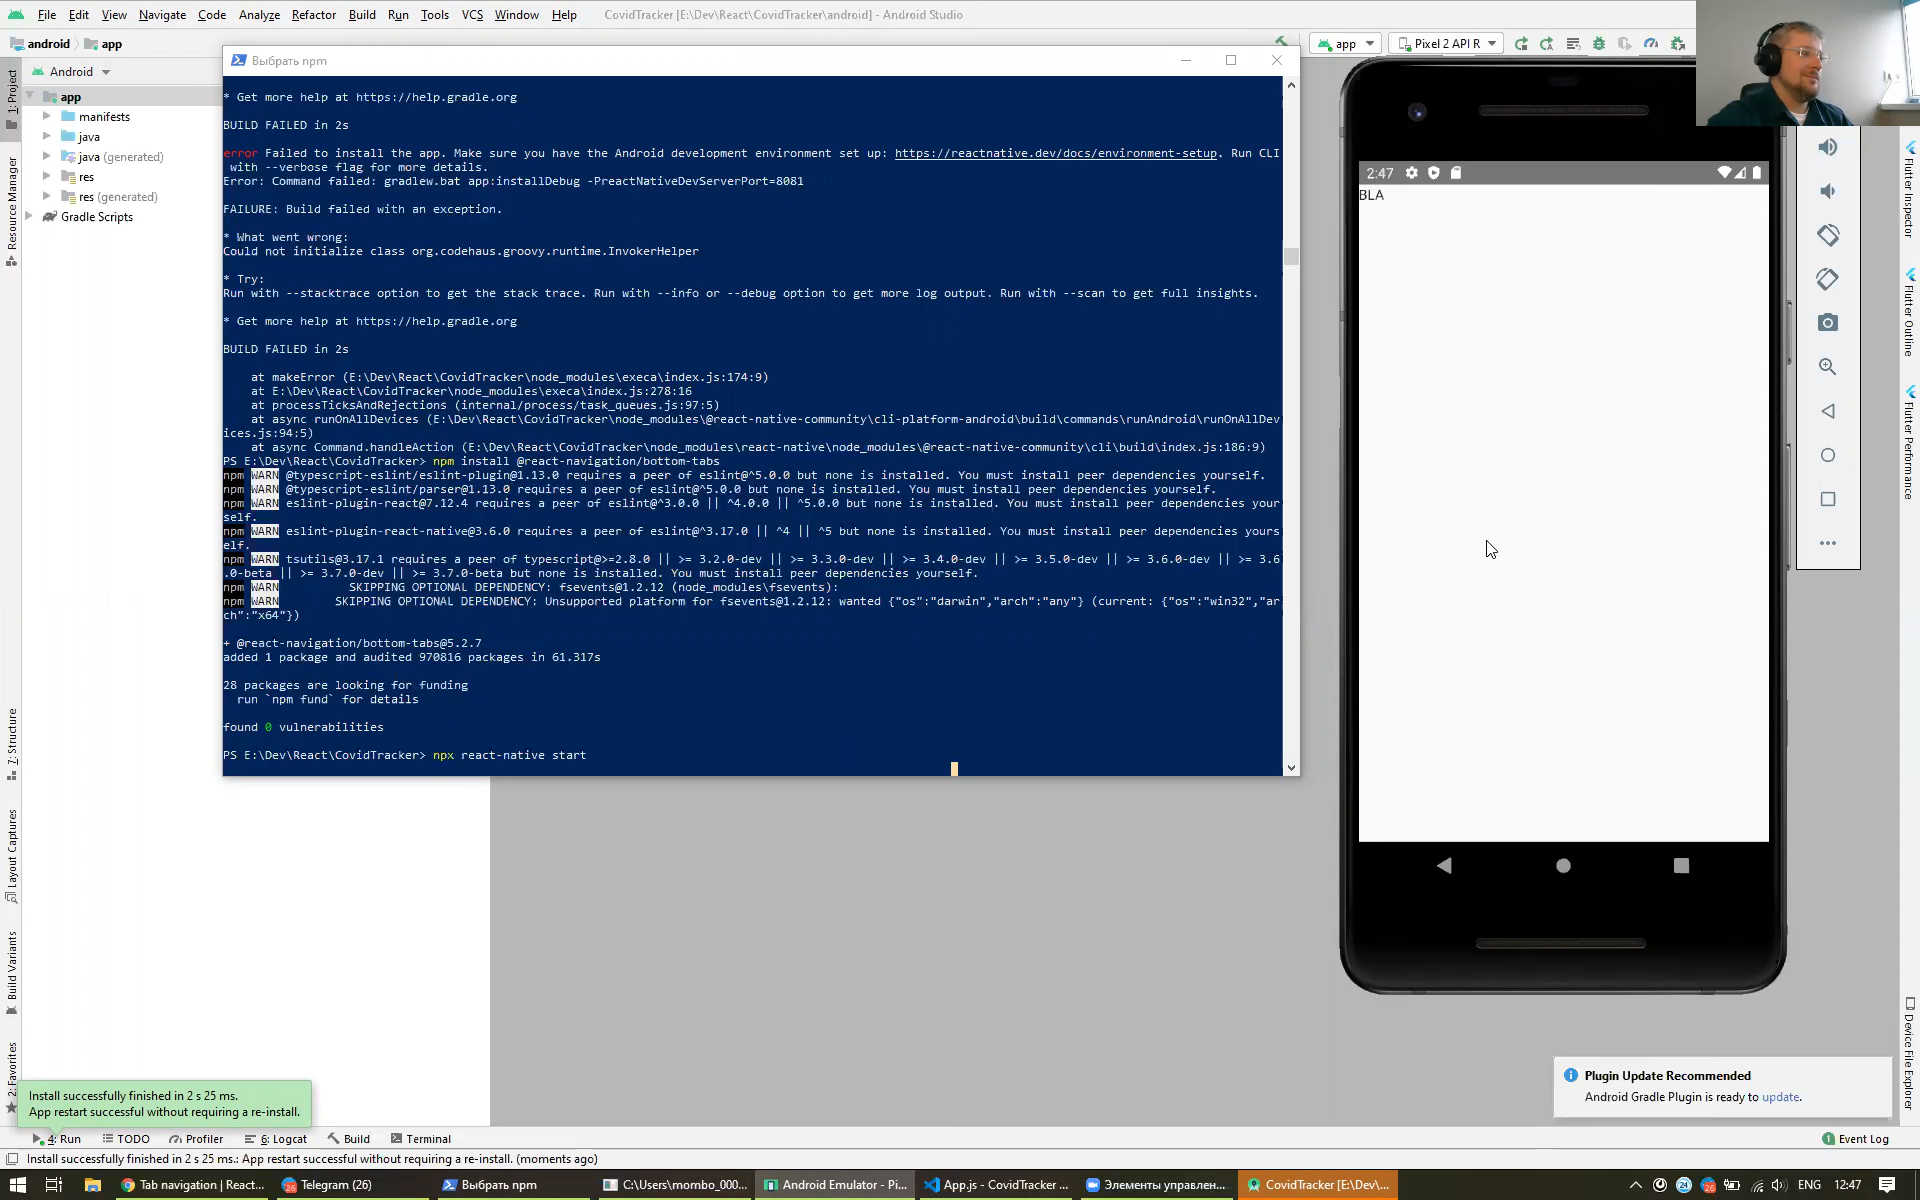 File Edit View Navigate Code Analyze Refactor Build Run Tools VCS Window Help CovidTracker [E:\Dev\React\CovidTracker\android] - Android Studio
android app
app Pixel 2 API R
Android
app
manifests
java
java (generated)
res
res (generated)
Gradle Scripts
1: Project
Resource Manager
7: Structure
Layout Captures
Build Variants
2: Favorites
Выбрать npm
* Get more help at https://help.gradle.org
BUILD FAILED in 2s
error Failed to install the app. Make sure you have the Android development environment set up: https://reactnative.dev/docs/environment-setup. Run CLI
with --verbose flag for more details.
Error: Command failed: gradlew.bat app:installDebug -PreactNativeDevServerPort=8081
FAILURE: Build failed with an exception.
* What went wrong:
Could not initialize class org.codehaus.groovy.runtime.InvokerHelper
* Try:
Run with --stacktrace option to get the stack trace. Run with --info or --debug option to get more log output. Run with --scan to get full insights.
* Get more help at https://help.gradle.org
BUILD FAILED in 2s
at makeError (E:\Dev\React\CovidTracker\node_modules\execa\index.js:174:9)
at E:\Dev\React\CovidTracker\node_modules\execa\index.js:278:16
at processTicksAndRejections (internal/process/task_queues.js:97:5)
at async runOnAllDevices (E:\Dev\React\CovidTracker\node_modules\@react-native-community\cli-platform-android\build\commands\runAndroid\runOnAllDev
ices.js:94:5)
at async Command.handleAction (E:\Dev\React\CovidTracker\node_modules\react-native\node_modules\@react-native-community\cli\build\index.js:186:9)
PS E:\Dev\React\CovidTracker> npm install @react-navigation/bottom-tabs
npm WARN @typescript-eslint/eslint-plugin@1.13.0 requires a peer of eslint@^5.0.0 but none is installed. You must install peer dependencies yourself.
npm WARN @typescript-eslint/parser@1.13.0 requires a peer of eslint@^5.0.0 but none is installed. You must install peer dependencies yourself.
npm WARN eslint-plugin-react@7.12.4 requires a peer of eslint@^3.0.0 || ^4.0.0 || ^5.0.0 but none is installed. You must install peer dependencies your
self.
npm WARN eslint-plugin-react-native@3.6.0 requires a peer of eslint@^3.17.0 || ^4 || ^5 but none is installed. You must install peer dependencies yours
elf.
npm WARN tsutils@3.17.1 requires a peer of typescript@>=2.8.0 || >= 3.2.0-dev || >= 3.3.0-dev || >= 3.4.0-dev || >= 3.5.0-dev || >= 3.6.0-dev || >= 3.6
.0-beta || >= 3.7.0-dev || >= 3.7.0-beta but none is installed. You must install peer dependencies yourself.
npm WARN SKIPPING OPTIONAL DEPENDENCY: fsevents@1.2.12 (node_modules\fsevents):
npm WARN SKIPPING OPTIONAL DEPENDENCY: Unsupported platform for fsevents@1.2.12: wanted {"os":"darwin","arch":"any"} (current: {"os":"win32","ar
ch":"x64"})
+ @react-navigation/bottom-tabs@5.2.7
added 1 package and audited 970816 packages in 61.317s
28 packages are looking for funding
run `npm fund` for details
found 0 vulnerabilities
PS E:\Dev\React\CovidTracker> npx react-native start
2:47
BLA
Flutter Inspector
Flutter Outline
Flutter Performance
Device File Explorer
Plugin Update Recommended
Android Gradle Plugin is ready to update.
Install successfully finished in 2 s 25 ms.
App restart successful without requiring a re-install.
4: Run TODO Profiler 6: Logcat Build Terminal 1 Event Log
Install successfully finished in 2 s 25 ms.: App restart successful without requiring a re-install. (moments ago)
Tab navigation | React... 26 Telegram (26) Выбрать npm C:\Users\mombo_000... Android Emulator - Pi... App.js - CovidTracker ... Элементы управлен... CovidTracker [E:\Dev\... 24 26 ENG 12:47